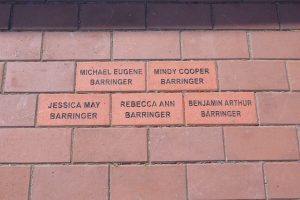 MICHAEL EUGENE
BARRINGER
MINDY COOPER
BARRINGER
JESSICA MAY
BARRINGER
REBECCA ANN
BARRINGER
BENJAMIN ARTHUR
BARRINGER